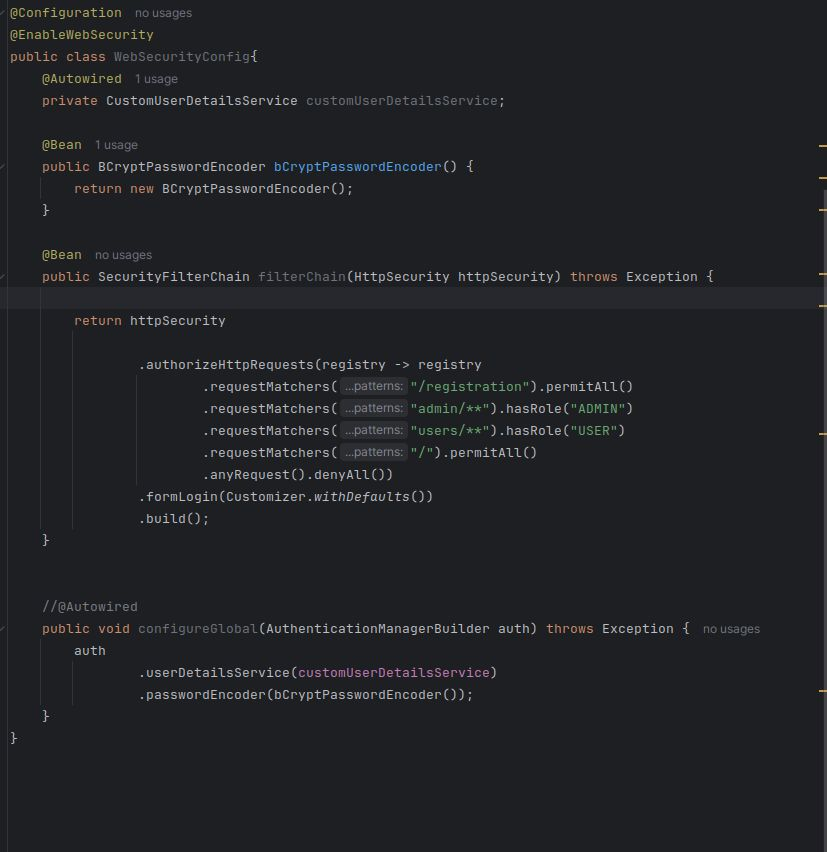 @Configuration no usages
@EnableWebSecurity
public class WebSecurityConfig{
@Autowired 1 usage
private CustomUserDetailsService customUserDetailsService;
@Bean 1 usage
public BCryptPasswordEncoder bCryptPasswordEncoder() {
return new BCryptPasswordEncoder();
}
@Bean no usages
public SecurityFilterChain filterChain(HttpSecurity httpSecurity) throws Exception {
return httpSecurity
.authorizeHttpRequests(registry -> registry
.requestMatchers( ...patterns: "/registration").permitAll()
.requestMatchers( ...patterns: "admin/**").hasRole("ADMIN")
.requestMatchers( ...patterns: "users/**").hasRole("USER")
.requestMatchers( ...patterns: "/").permitAll()
.anyRequest().denyAll())
.formLogin(Customizer.withDefaults())
.build();
}
//@Autowired
public void configureGlobal(AuthenticationManagerBuilder auth) throws Exception { no usages
auth
.userDetailsService(customUserDetailsService)
.passwordEncoder(bCryptPasswordEncoder());
}
}